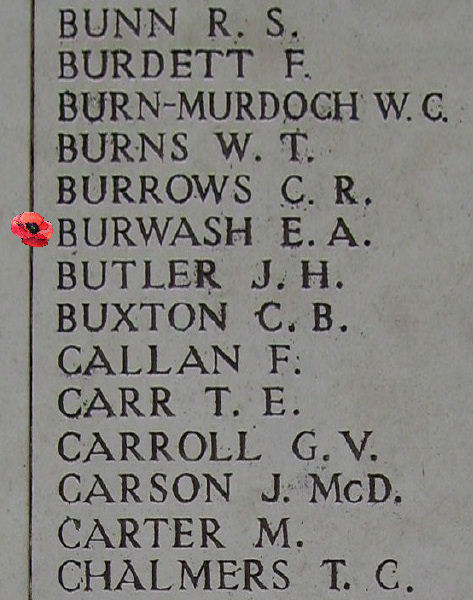 BUNN R. S.
BURDETT F.
BURN-MURDOCH W. C.
BURNS W. T.
BURROWS C. R.
BURWASH E. A.
BUTLER J. H.
BUXTON C. B.
CALLAN F.
CARR T. E.
CARROLL G. V.
CARSON J. McD.
CARTER M.
CHALMERS T. C.